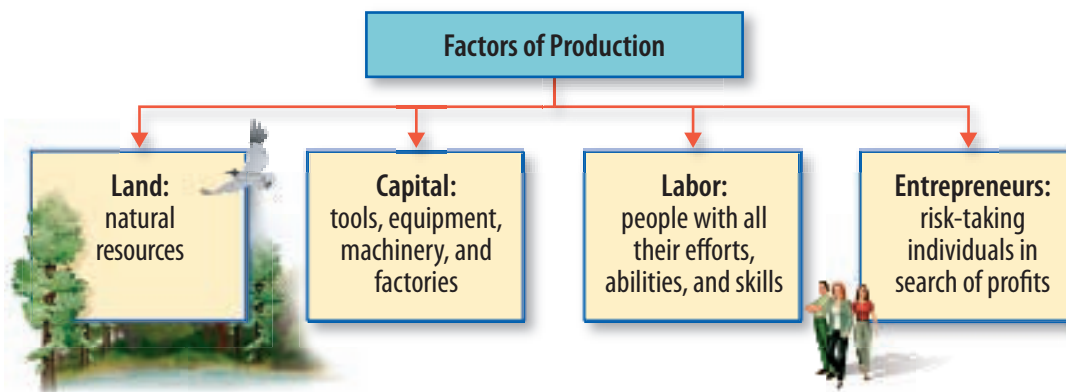 Factors of Production
Land:
natural
resources
Capital:
tools, equipment,
machinery, and
factories
Labor:
people with all
their efforts,
abilities, and skills
Entrepreneurs:
risk-taking
individuals in
search of profits